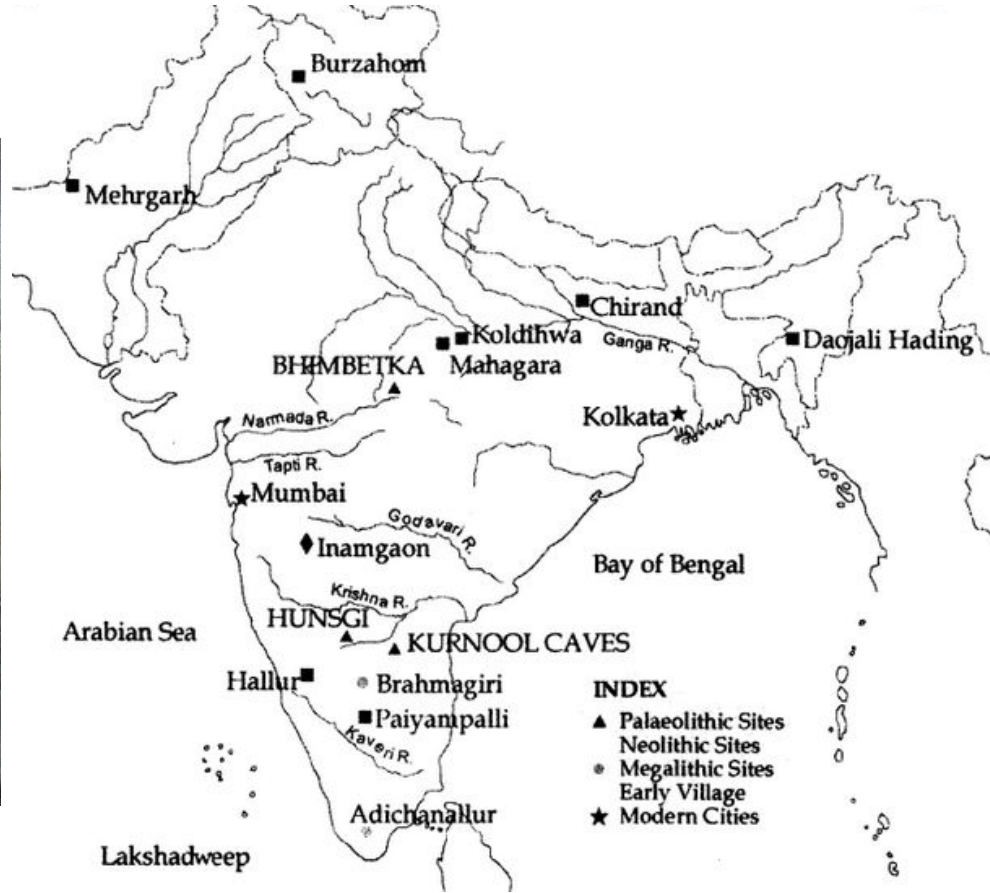 Burzahom
Mehrgarh
Chirand
Koldihwa
Ganga R.
Daojali Hading
BHIMBETKA
Mahagara
Kolkata
Narmada R.
Tapti R.
Mumbai
Godavari R.
Inamgaon
Bay of Bengal
Krishna R.
HUNSGI
Arabian Sea
KURNOOL CAVES
Hallur
Brahmagiri
INDEX
Paiyampalli
Palaeolithic Sites
Neolithic Sites
Kaveri R.
Megalithic Sites
Early Village
Adichanallur
Modern Cities
Lakshadweep